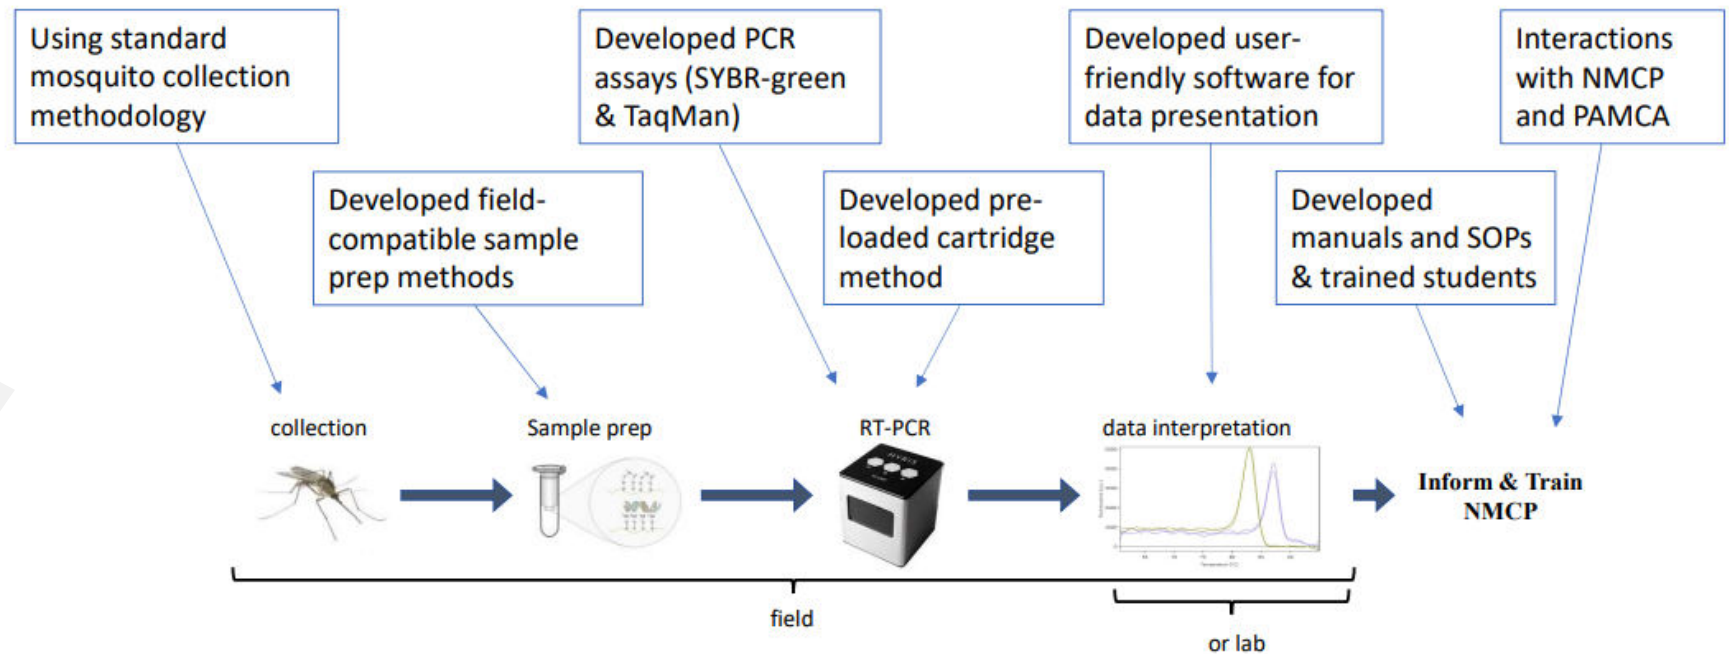 Using standard
mosquito collection
methodology
Developed PCR
assays (SYBR-green
& TaqMan)
Developed user-
friendly software for
data presentation
Interactions
with NMCP
and PAMCA
Developed field-
compatible sample
prep methods
Developed pre-
loaded cartridge
method
Developed
manuals and SOPs
& trained students
collection
Sample prep
RT-PCR
data interpretation
Inform & Train
NMCP
field
or lab